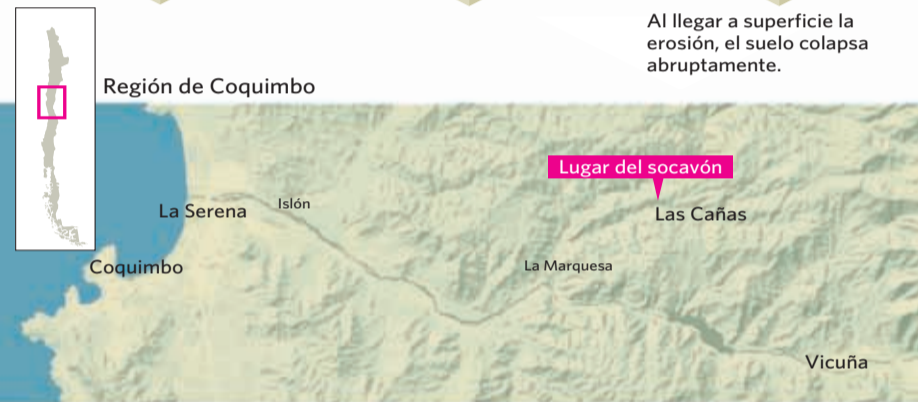 Al llegar a superficie la
erosión, el suelo colapsa
abruptamente.
Región de Coquimbo
Lugar del socavón
Las Cañas
La Serena
Islón
Coquimbo
La Marquesa
Vicuña